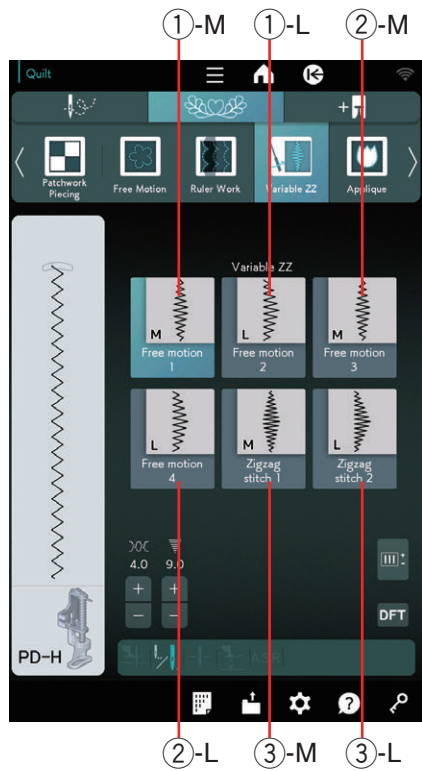 ①-M ①-L ②-M
Quilt
Patchwork
Piecing
Free Motion
Ruler Work
Variable ZZ
Applique
Variable ZZ
M
Free motion
1
L
Free motion
2
M
Free motion
3
L
Free motion
4
M
Zigzag
stitch 1
L
Zigzag
stitch 2
4.0 9.0
+ +
− −
DFT
PD-H
ASR
②-L ③-M ③-L